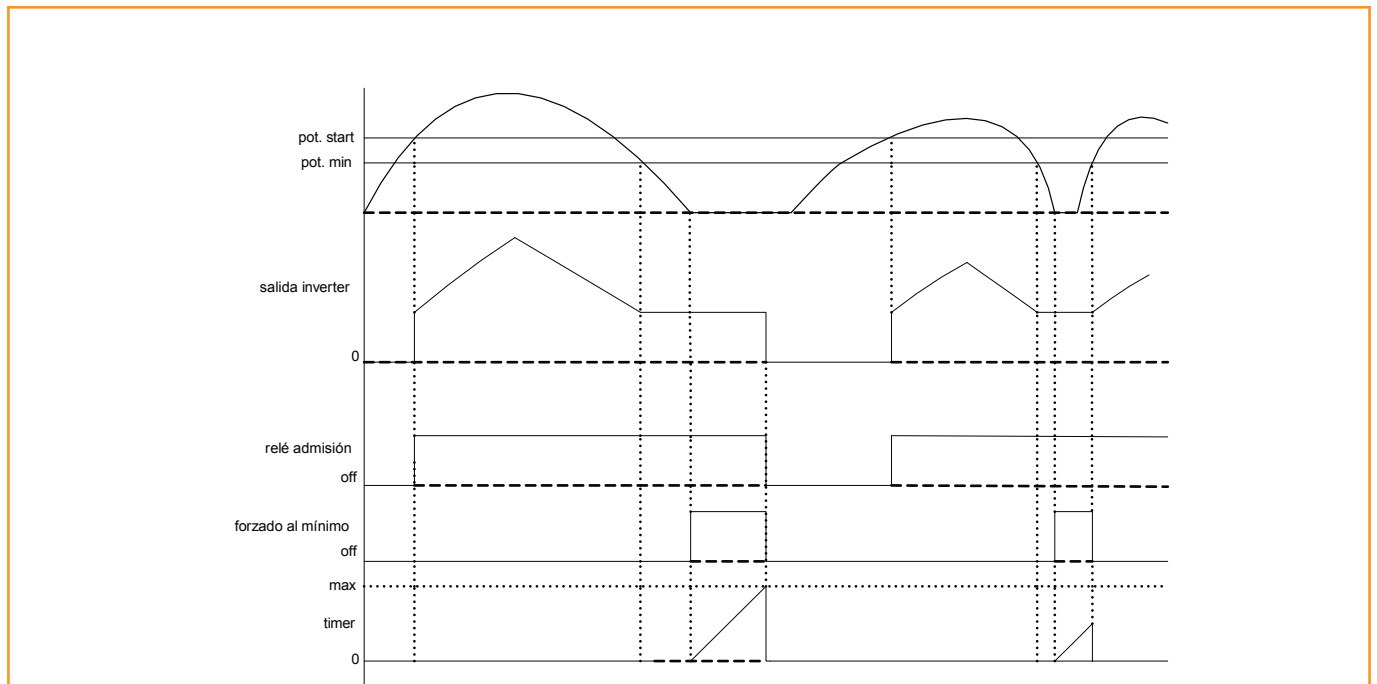 pot. start
pot. min
salida inverter
0
relé admisión
off
forzado al mínimo
off
max
timer
0